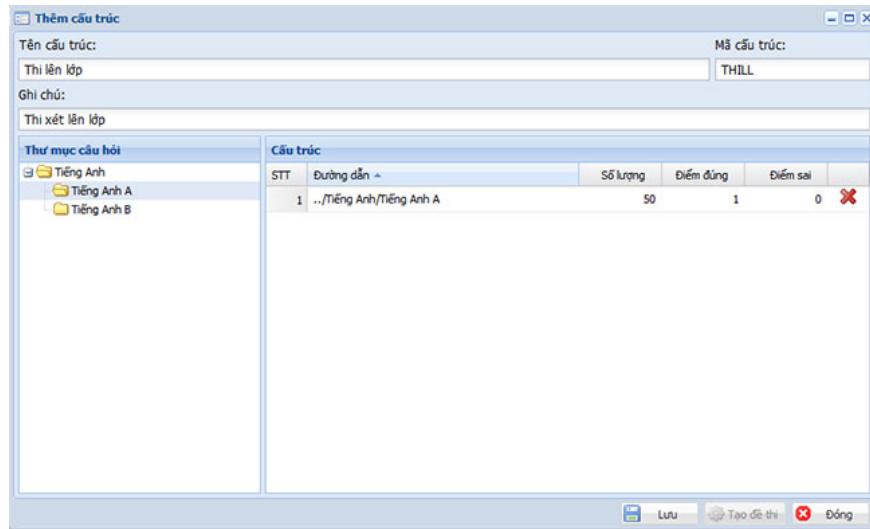 Thêm cấu trúc
Tên cấu trúc: Mã cấu trúc:
Thi lên lớp THILL
Ghi chú:
Thi xét lên lớp
Thư mục câu hỏi Cấu trúc
Tiếng Anh STT Đường dẫn Số lượng Điểm đúng Điểm sai
Tiếng Anh A 1 ../Tiếng Anh/Tiếng Anh A 50 1 0
Tiếng Anh B
Lưu Tạo đề thi Đóng